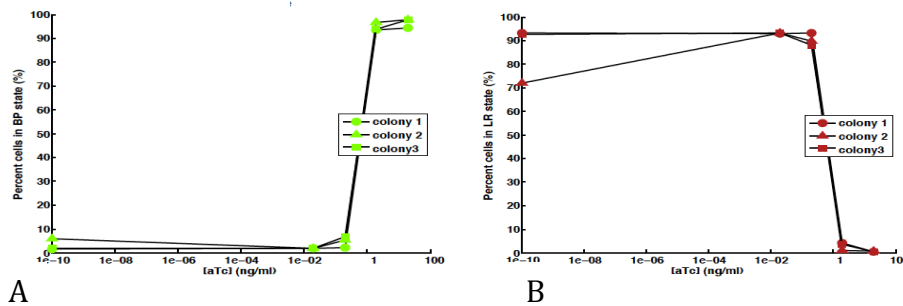 100
90
80
70
60
50
40
30
20
10
0
Percent cells in BP state (%)
colony 1
colony 2
colony3
1e−10
1e−08
1e−06
1e−04
1e−02
1
100
[aTc] (ng/ml)
A
100
90
80
70
60
50
40
30
20
10
0
Percent cells in LR state (%)
colony 1
colony 2
colony3
1e−10
1e−08
1e−06
1e−04
1e−02
1
100
[aTc] (ng/ml)
B